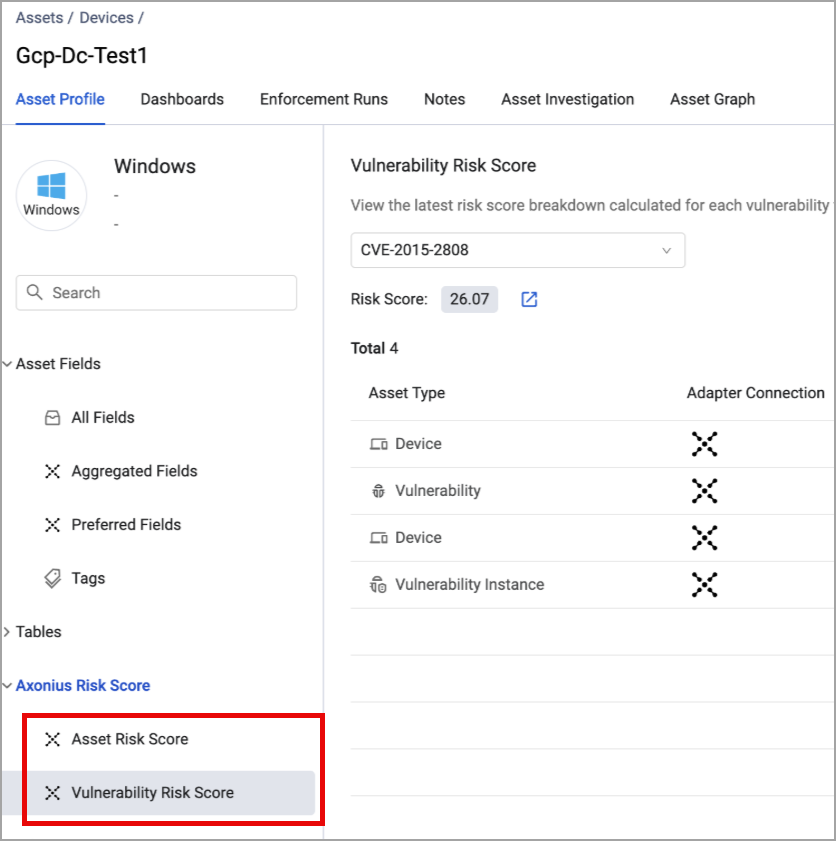 Assets / Devices /
Gcp-Dc-Test1
Asset Profile Dashboards Enforcement Runs Notes Asset Investigation Asset Graph
Windows
Windows
-
-
Search
Asset Fields
All Fields
Aggregated Fields
Preferred Fields
Tags
Tables
Axonius Risk Score
Asset Risk Score
Vulnerability Risk Score
Vulnerability Risk Score
View the latest risk score breakdown calculated for each vulnerability
CVE-2015-2808
Risk Score: 26.07
Total 4
Asset Type Adapter Connection
Device
Vulnerability
Device
Vulnerability Instance